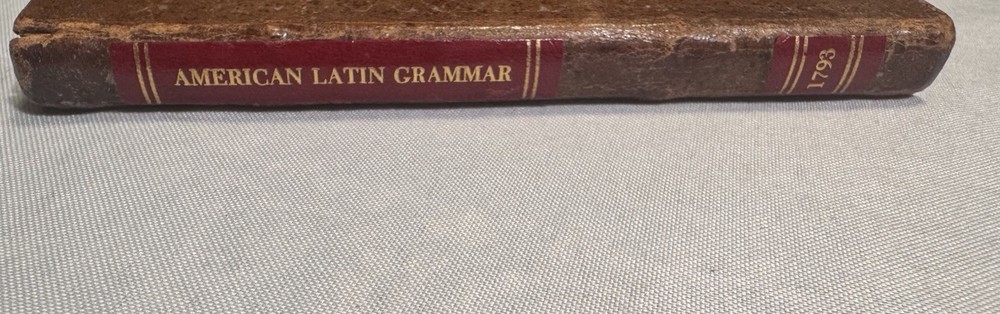 AMERICAN LATIN GRAMMAR
1793